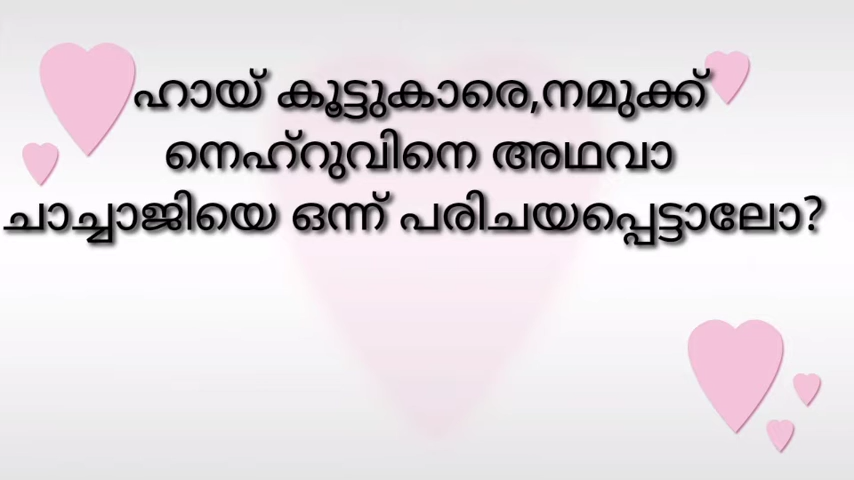 ഹായ് കൂട്ടുകാരെ,നമുക്ക്
നെഹ്റുവിനെ അഥവാ
ചാച്ചാജിയെ ഒന്ന് പരിചയപ്പെട്ടാലോ?